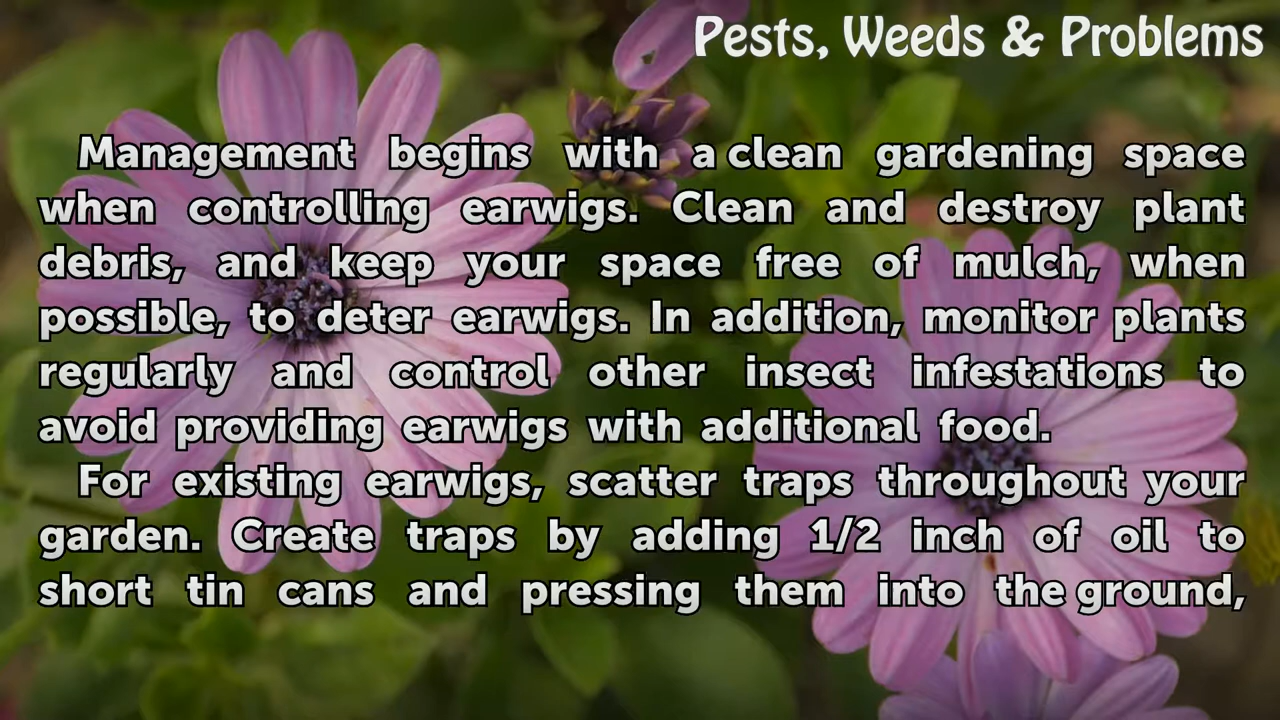 Pests, Weeds & Problems
Management begins with a clean gardening space
when controlling earwigs. Clean and destroy plant
debris, and keep your space free of mulch, when
possible, to deter earwigs. In addition, monitor plants
regularly and control other insect infestations to
avoid providing earwigs with additional food.
For existing earwigs, scatter traps throughout your
garden. Create traps by adding 1/2 inch of oil to
short tin cans and pressing them into the ground,